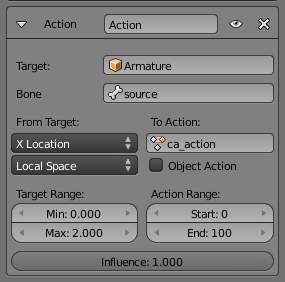 Action Action
Target: Armature
Bone source
From Target: To Action:
X Location ca_action
Local Space Object Action
Target Range: Action Range:
Min: 0.000 Start: 0
Max: 2.000 End: 100
Influence: 1.000